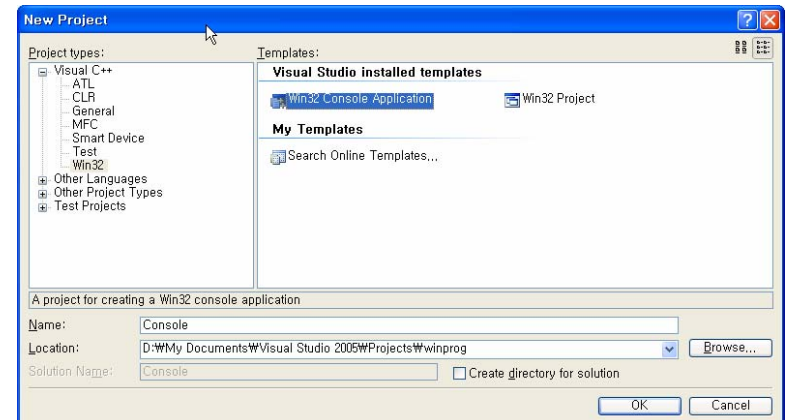 New Project
Project types:
Templates:
Visual C++
ATL
CLR
General
MFC
Smart Device
Test
Win32
Other Languages
Other Project Types
Test Projects
Visual Studio installed templates
Win32 Console Application
Win32 Project
My Templates
Search Online Templates...
A project for creating a Win32 console application
Name:
Console
Location:
D:₩My Documents₩Visual Studio 2005₩Projects₩winprog
Browse...
Solution Name:
Console
Create directory for solution
OK
Cancel